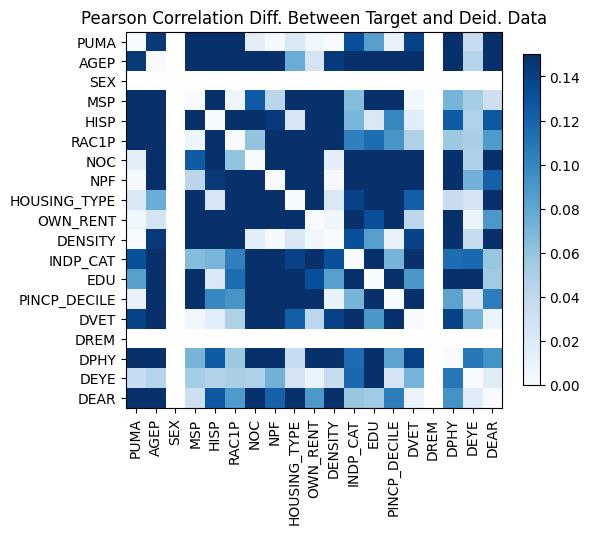 Pearson Correlation Diff. Between Target and Deid. Data
PUMA
AGEP
SEX
MSP
HISP
RAC1P
NOC
NPF
HOUSING_TYPE
OWN_RENT
DENSITY
INDP_CAT
EDU
PINCP_DECILE
DVET
DREM
DPHY
DEYE
DEAR
PUMA
AGEP
SEX
MSP
HISP
RAC1P
NOC
NPF
HOUSING_TYPE
OWN_RENT
DENSITY
INDP_CAT
EDU
PINCP_DECILE
DVET
DREM
DPHY
DEYE
DEAR
0.14
0.12
0.10
0.08
0.06
0.04
0.02
0.00